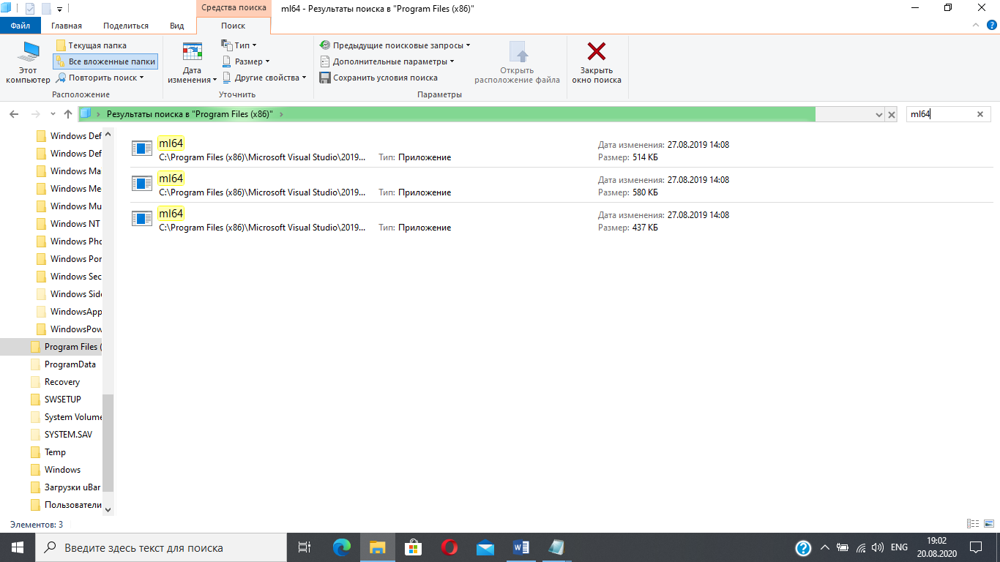 Средства поиска
ml64 - Результаты поиска в "Program Files (x86)"
Файл
Главная
Поделиться
Вид
Поиск
Этот компьютер
Текущая папка
Все вложенные папки
Повторить поиск
Расположение
Дата изменения
Тип
Размер
Другие свойства
Уточнить
Предыдущие поисковые запросы
Дополнительные параметры
Сохранить условия поиска
Открыть расположение файла
Параметры
Закрыть окно поиска
Результаты поиска в "Program Files (x86)"
ml64
Windows Def
Windows Def
Windows Ma
Windows Me
Windows Mu
Windows NT
Windows Pho
Windows Por
Windows Sec
Windows Side
WindowsApp
WindowsPow
Program Files (
ProgramData
Recovery
SWSETUP
System Volume
SYSTEM.SAV
Temp
Windows
Загрузки uBar
Пользователи
ml64
C:\Program Files (x86)\Microsoft Visual Studio\2019... Тип: Приложение
Дата изменения: 27.08.2019 14:08
Размер: 514 КБ
ml64
C:\Program Files (x86)\Microsoft Visual Studio\2019... Тип: Приложение
Дата изменения: 27.08.2019 14:08
Размер: 580 КБ
ml64
C:\Program Files (x86)\Microsoft Visual Studio\2019... Тип: Приложение
Дата изменения: 27.08.2019 14:08
Размер: 437 КБ
Элементов: 3
Введите здесь текст для поиска
ENG
19:02
20.08.2020